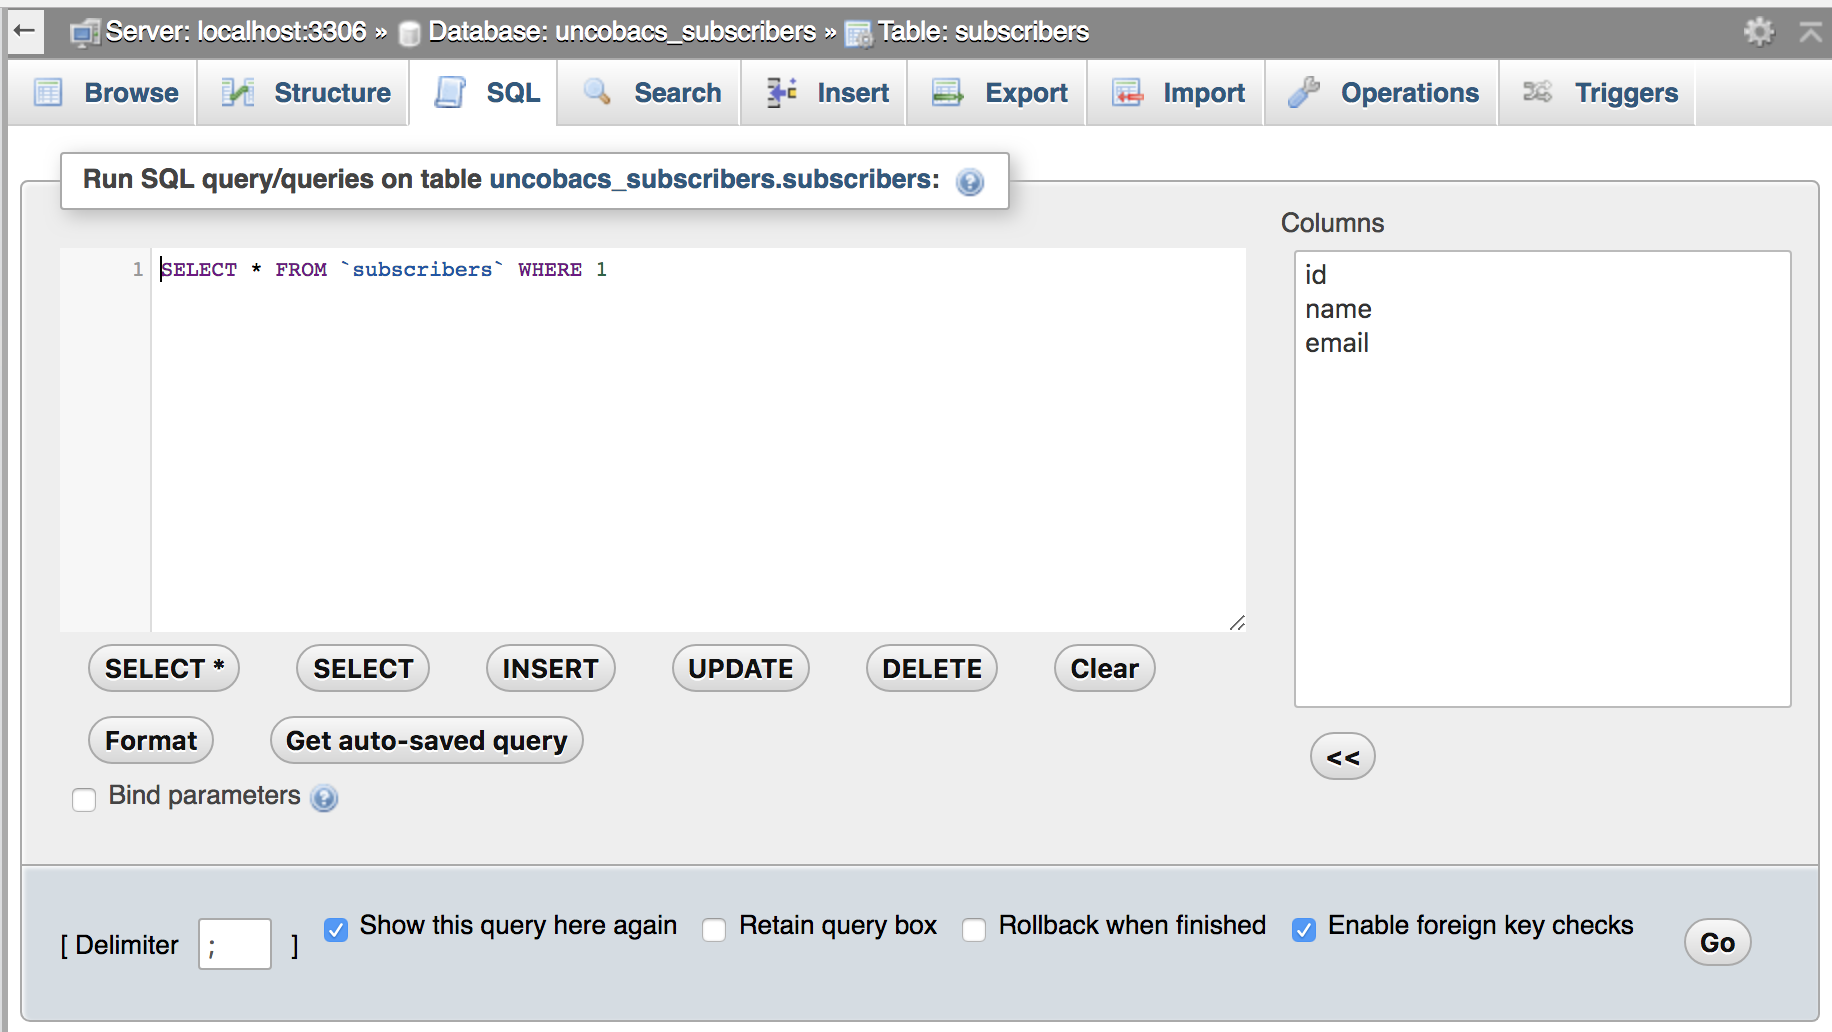 Server: localhost:3306 » Database: uncobacs_subscribers » Table: subscribers
Browse Structure SQL Search Insert Export Import Operations Triggers
Run SQL query/queries on table uncobacs_subscribers.subscribers:
Columns
1 SELECT * FROM `subscribers` WHERE 1
id
name
email
SELECT * SELECT INSERT UPDATE DELETE Clear
Format Get auto-saved query
<<
Bind parameters
[ Delimiter ; ] Show this query here again Retain query box Rollback when finished Enable foreign key checks Go